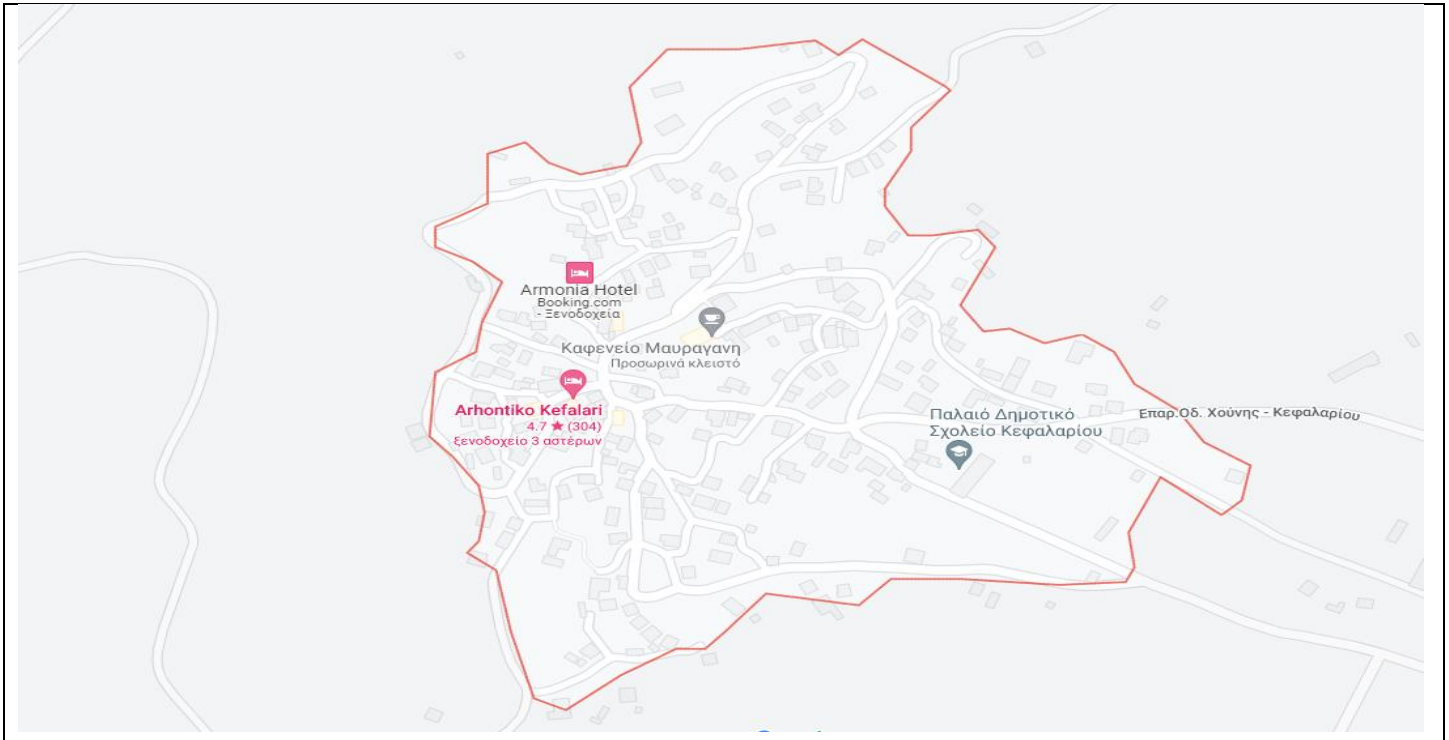 Armonia Hotel
Booking.com
- Ξενοδοχεία
Καφενείο Μαυραγανη
Προσωρινά κλειστό
Arhontiko Kefalari
4.7 ★ (304)
ξενοδοχείο 3 αστέρων
Παλαιό Δημοτικό
Σχολείο Κεφαλαρίου
Επαρ.Οδ. Χούνης - Κεφαλαρίου